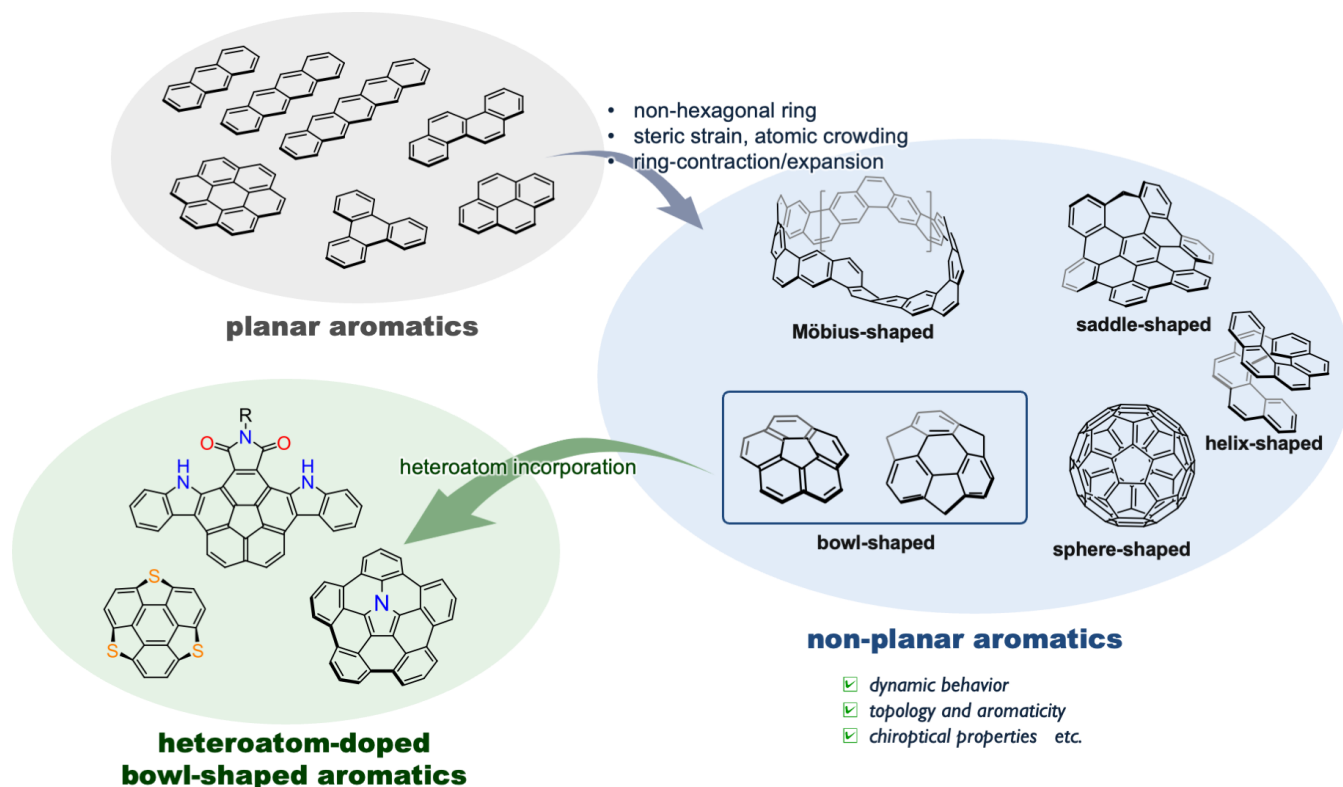 • non-hexagonal ring
• steric strain, atomic crowding
• ring-contraction/expansion
planar aromatics
Möbius-shaped
saddle-shaped
helix-shaped
bowl-shaped
sphere-shaped
non-planar aromatics
☑ dynamic behavior
☑ topology and aromaticity
☑ chiroptical properties etc.
heteroatom incorporation
R
O N O
H H
N N
S
S S
N
heteroatom-doped
bowl-shaped aromatics